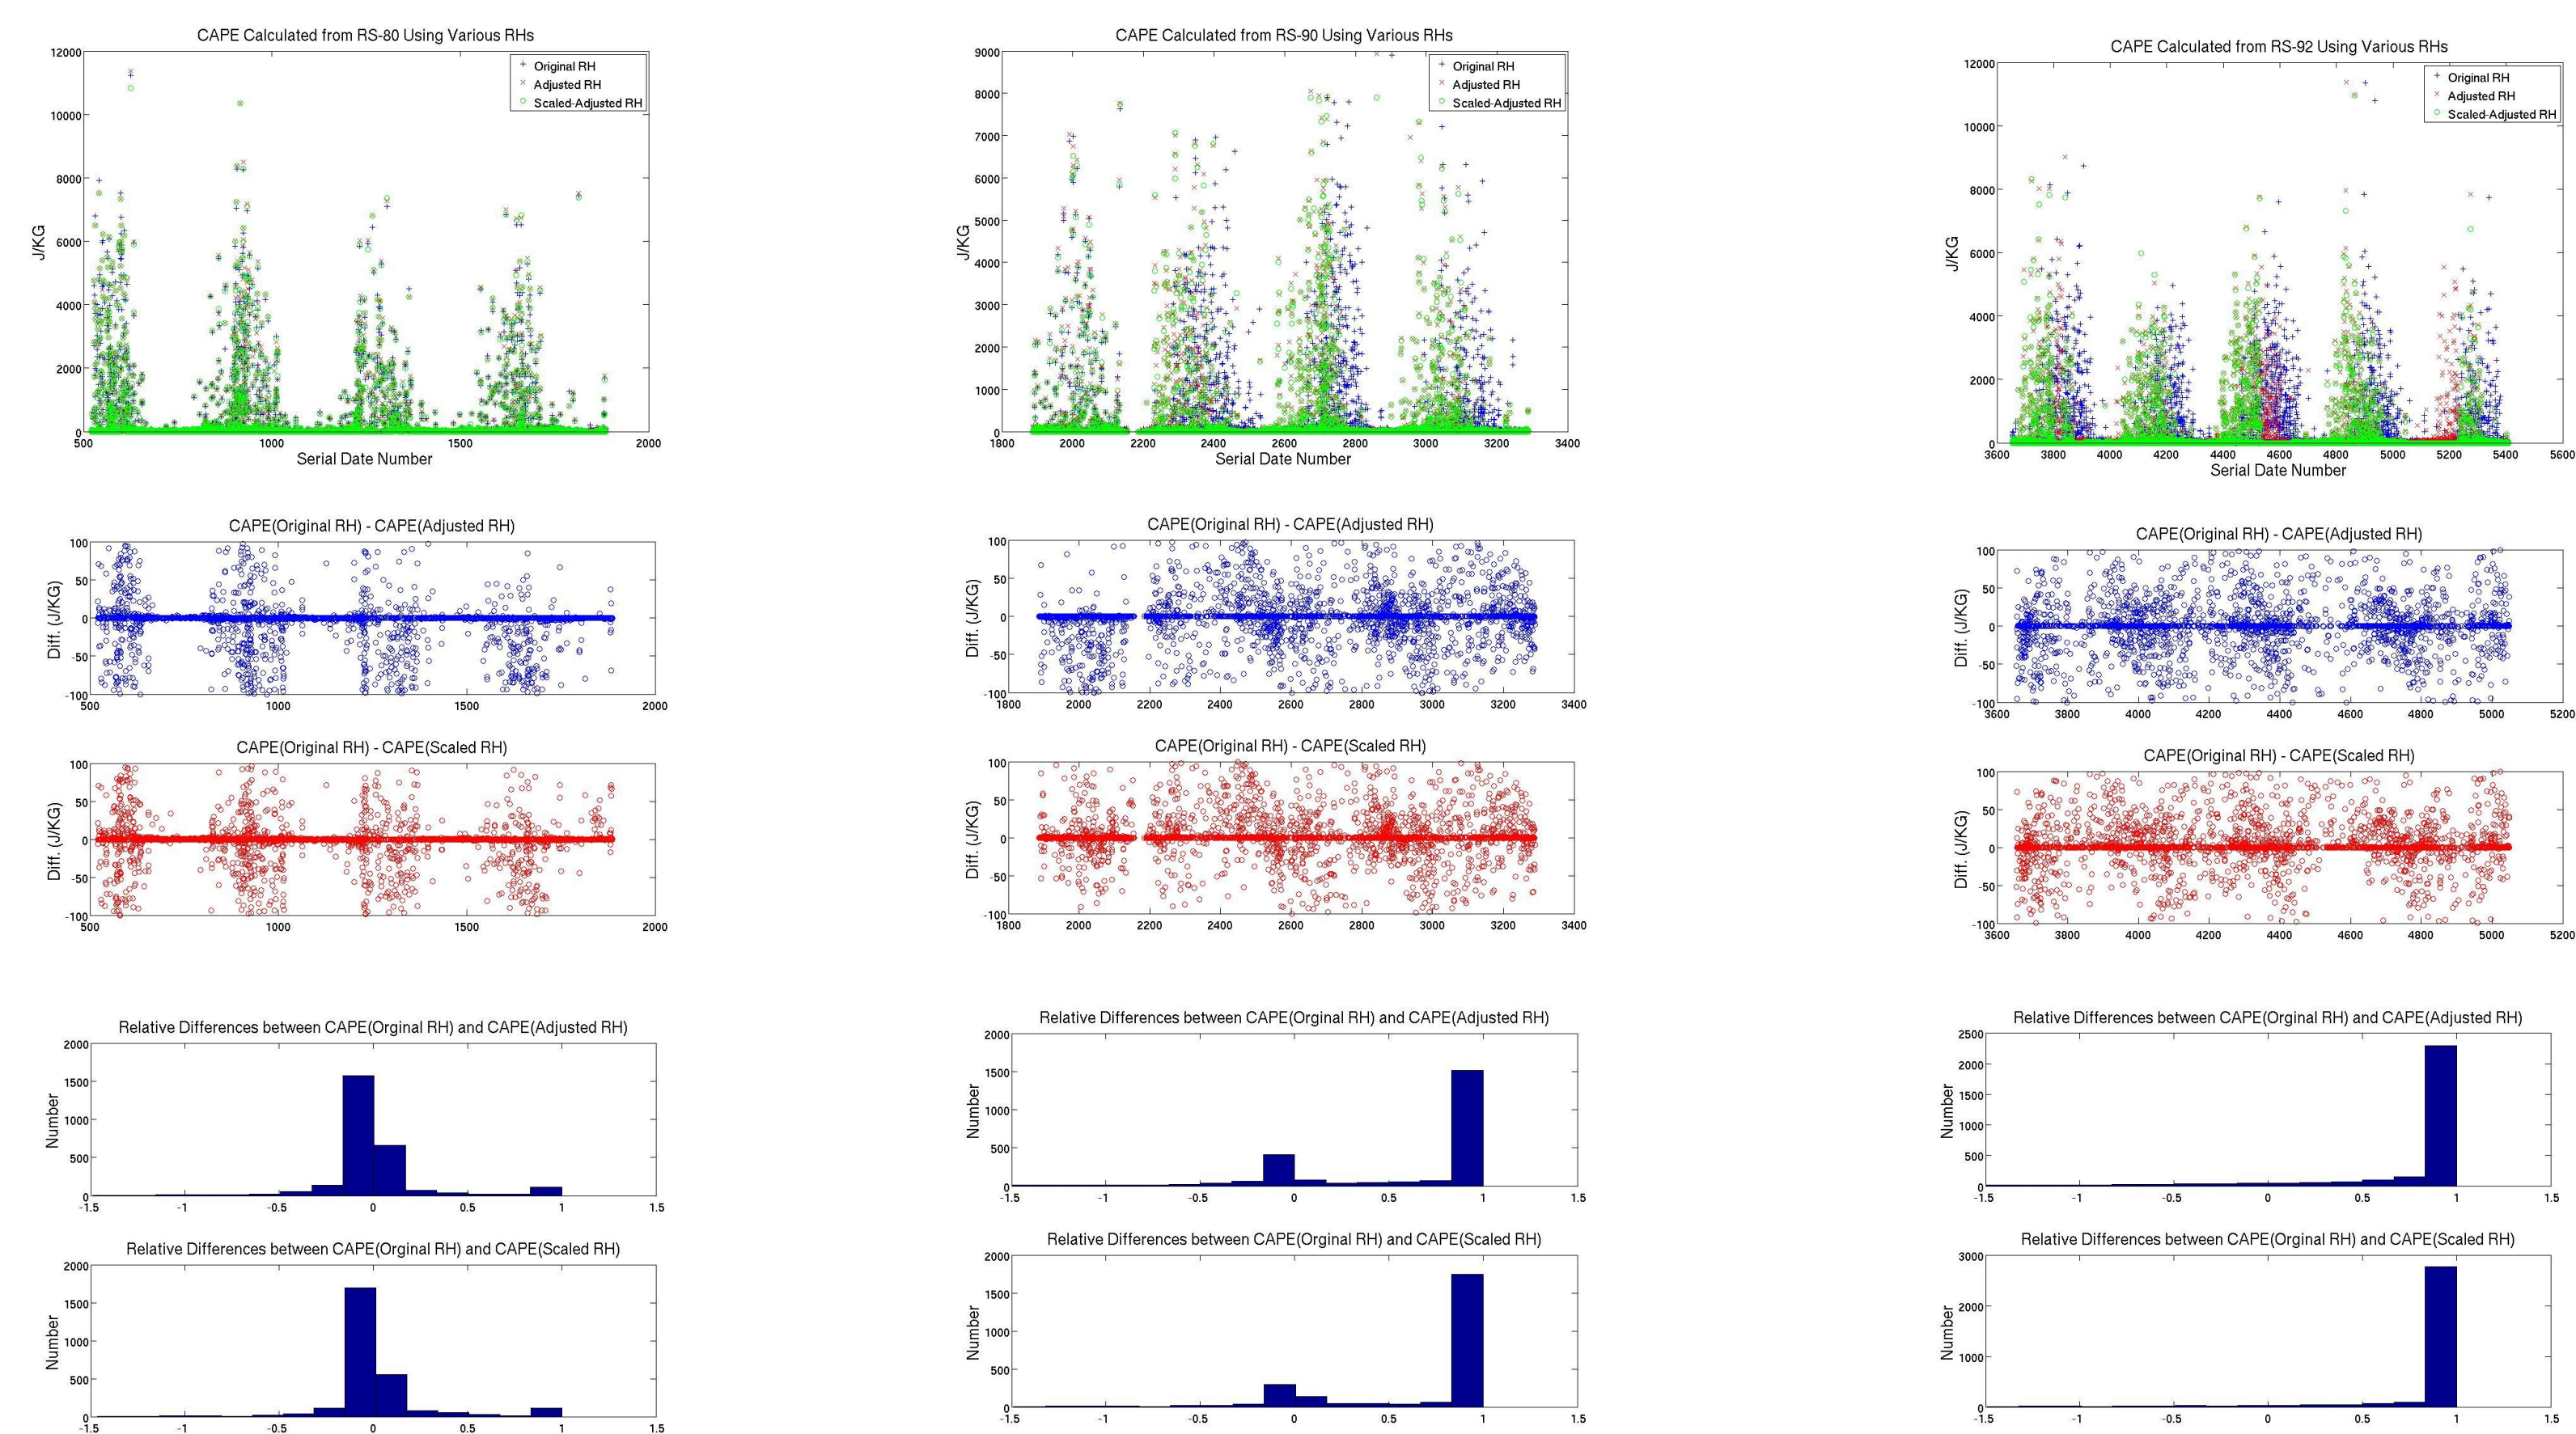 CAPE Calculated from RS-80 Using Various RHs
12000
10000
8000
6000
4000
2000
0
J/KG
Original RH
Adjusted RH
Scaled-Adjusted RH
500 1000 1500 2000
Serial Date Number
CAPE Calculated from RS-90 Using Various RHs
9000
8000
7000
6000
5000
4000
3000
2000
1000
0
J/KG
Original RH
Adjusted RH
Scaled-Adjusted RH
1800 2000 2200 2400 2600 2800 3000 3200 3400
Serial Date Number
CAPE Calculated from RS-92 Using Various RHs
12000
10000
8000
6000
4000
2000
0
J/KG
Original RH
Adjusted RH
Scaled-Adjusted RH
3600 3800 4000 4200 4400 4600 4800 5000 5200 5400 5600
Serial Date Number
CAPE(Original RH) - CAPE(Adjusted RH)
100
50
0
-50
-100
Diff. (J/KG)
500 1000 1500 2000
CAPE(Original RH) - CAPE(Adjusted RH)
100
50
0
-50
-100
Diff. (J/KG)
1800 2000 2200 2400 2600 2800 3000 3200 3400
CAPE(Original RH) - CAPE(Adjusted RH)
100
50
0
-50
-100
Diff. (J/KG)
3600 3800 4000 4200 4400 4600 4800 5000 5200
CAPE(Original RH) - CAPE(Scaled RH)
100
50
0
-50
-100
Diff. (J/KG)
500 1000 1500 2000
CAPE(Original RH) - CAPE(Scaled RH)
100
50
0
-50
-100
Diff. (J/KG)
1800 2000 2200 2400 2600 2800 3000 3200 3400
CAPE(Original RH) - CAPE(Scaled RH)
100
50
0
-50
-100
Diff. (J/KG)
3600 3800 4000 4200 4400 4600 4800 5000 5200
Relative Differences between CAPE(Orginal RH) and CAPE(Adjusted RH)
2000
1500
1000
500
0
Number
-1.5 -1 -0.5 0 0.5 1 1.5
Relative Differences between CAPE(Orginal RH) and CAPE(Adjusted RH)
2000
1500
1000
500
0
Number
-1.5 -1 -0.5 0 0.5 1 1.5
Relative Differences between CAPE(Orginal RH) and CAPE(Adjusted RH)
2500
2000
1500
1000
500
0
Number
-1.5 -1 -0.5 0 0.5 1 1.5
Relative Differences between CAPE(Orginal RH) and CAPE(Scaled RH)
2000
1500
1000
500
0
Number
-1.5 -1 -0.5 0 0.5 1 1.5
Relative Differences between CAPE(Orginal RH) and CAPE(Scaled RH)
2000
1500
1000
500
0
Number
-1.5 -1 -0.5 0 0.5 1 1.5
Relative Differences between CAPE(Orginal RH) and CAPE(Scaled RH)
3000
2000
1000
0
Number
-1.5 -1 -0.5 0 0.5 1 1.5